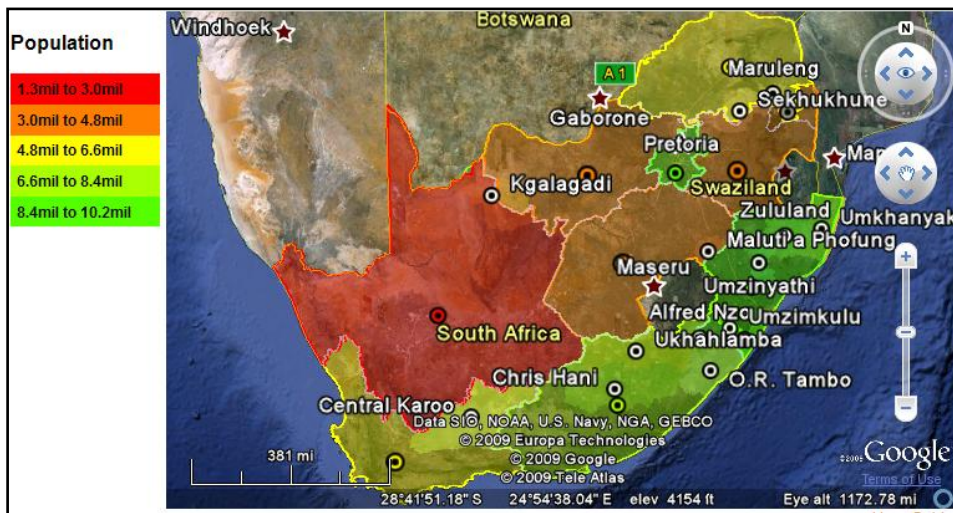 Population
1.3mil to 3.0mil
3.0mil to 4.8mil
4.8mil to 6.6mil
6.6mil to 8.4mil
8.4mil to 10.2mil
Windhoek
Botswana
A 1
Maruleng
N
Gaborone
Sekhukhune
Pretoria
Map
Kgalagadi
Swaziland
Zululand
Umkhanyak
Maluti a Phofung
Maseru
Umzinyathi
Alfred Nzo
Umzimkulu
South Africa
Ukhahlamba
Chris Hani
O.R. Tambo
Central Karoo
Data SIO, NOAA, U.S. Navy, NGA, GEBCO
© 2009 Europa Technologies
381 mi
© 2009 Google
©2009 Google
© 2009 Tele Atlas
Terms of Use
28°41'51.18" S 24°54'38.04" E elev 4154 ft Eye alt 1172.78 mi